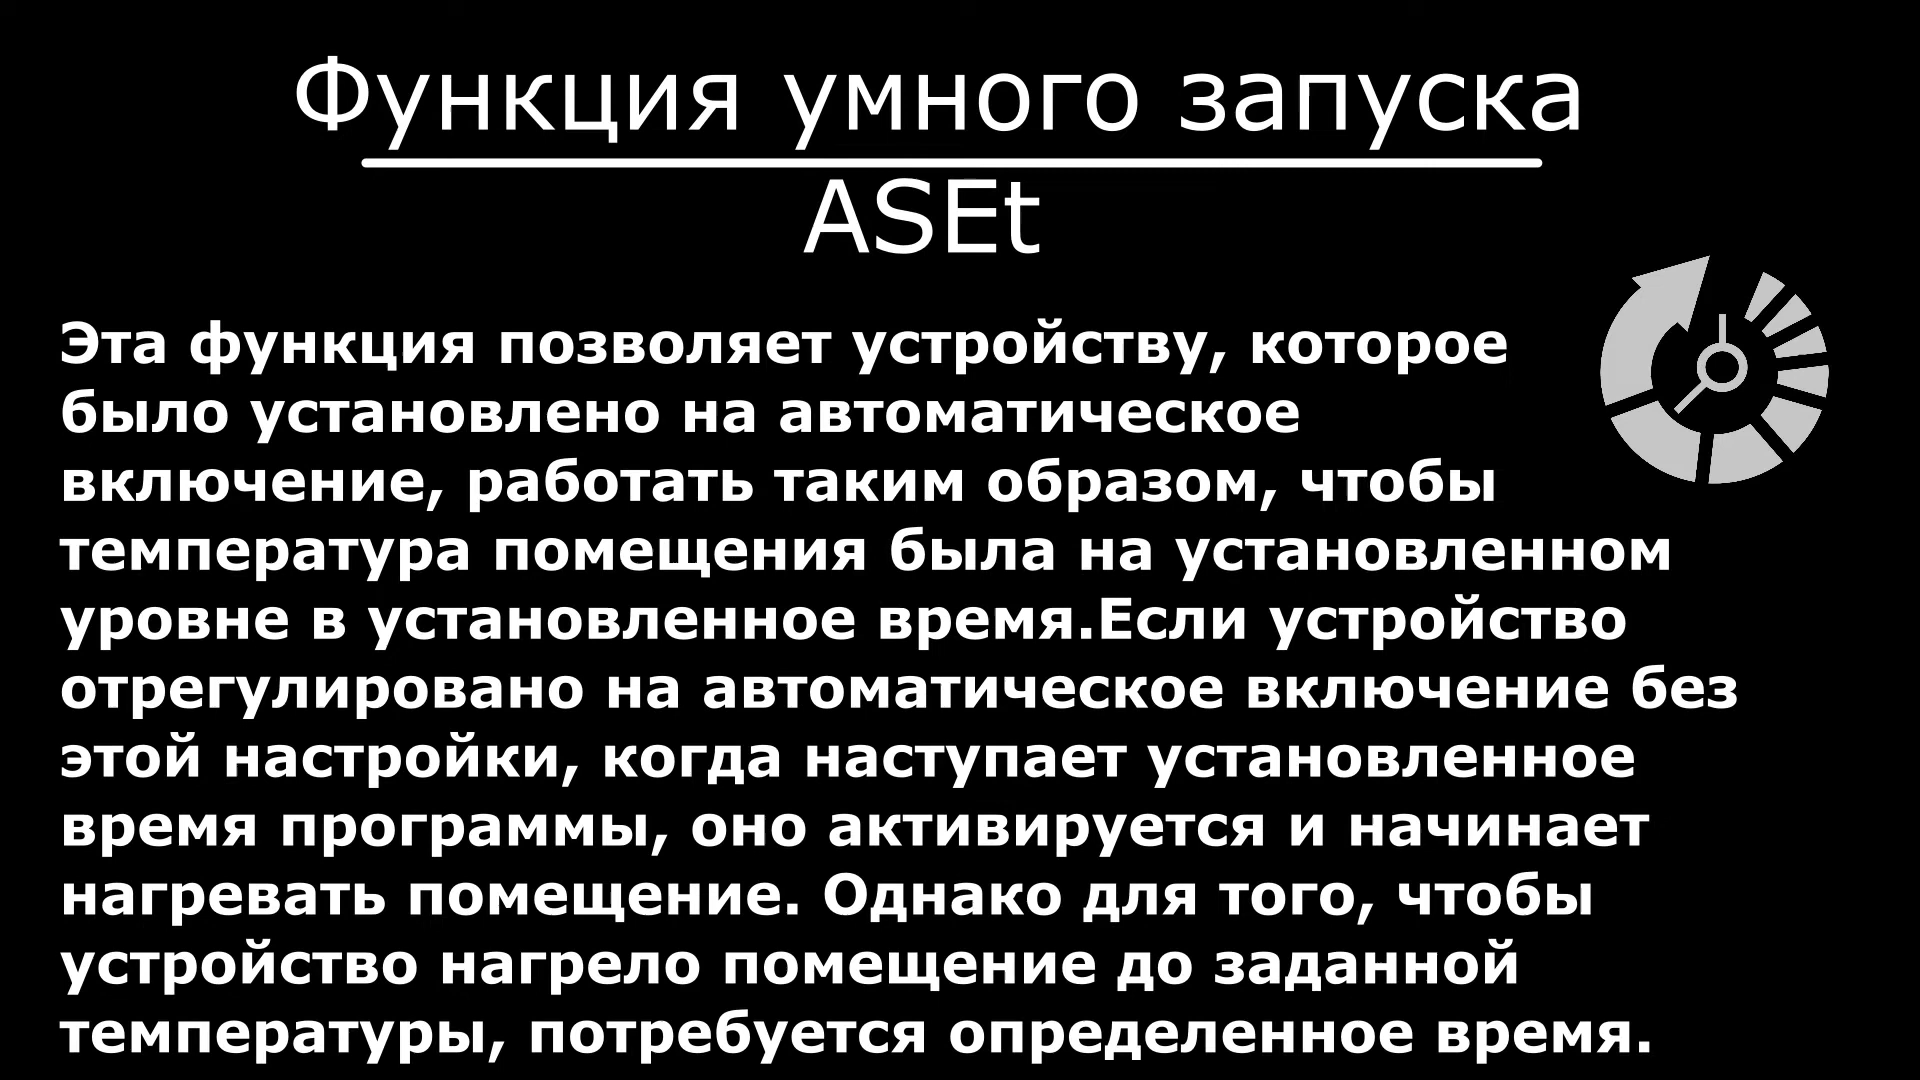 Функция умного запуска
ASEt
Эта функция позволяет устройству, которое
было установлено на автоматическое
включение, работать таким образом, чтобы
температура помещения была на установленном
уровне в установленное время.Если устройство
отрегулировано на автоматическое включение без
этой настройки, когда наступает установленное
время программы, оно активируется и начинает
нагревать помещение. Однако для того, чтобы
устройство нагрело помещение до заданной
температуры, потребуется определенное время.